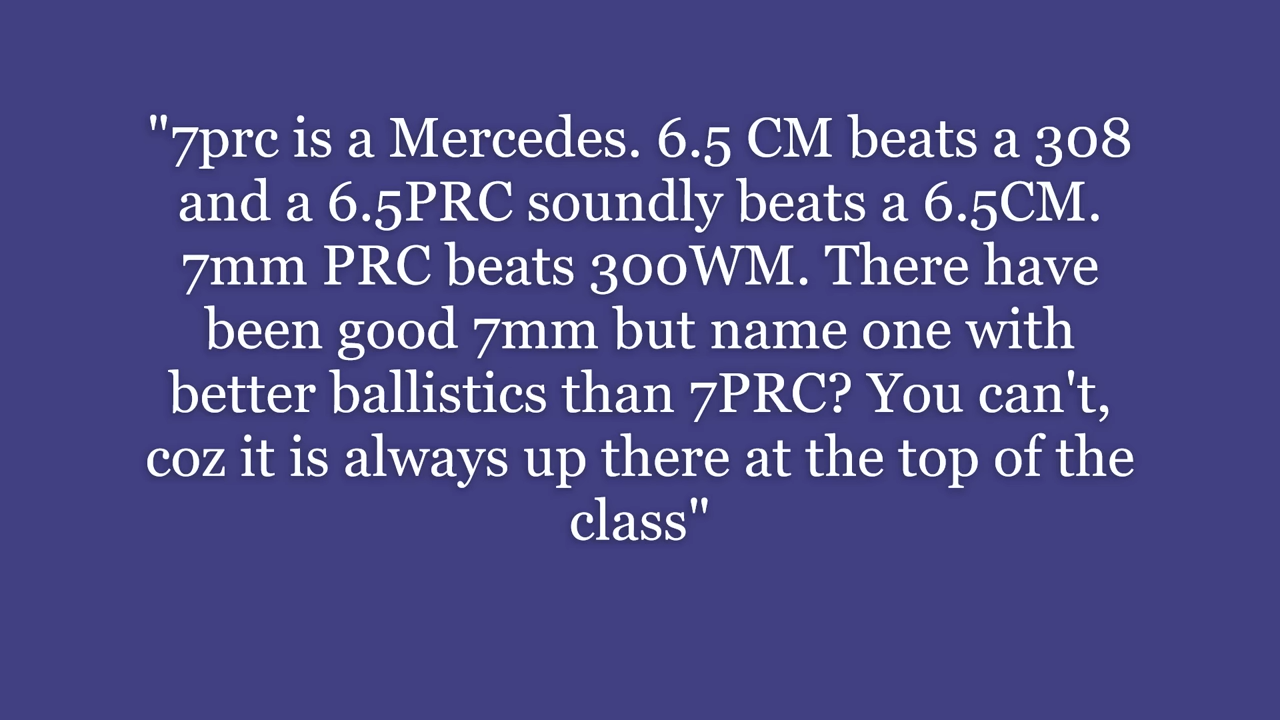 "7prc is a Mercedes. 6.5 CM beats a 308
and a 6.5PRC soundly beats a 6.5CM.
7mm PRC beats 300WM. There have
been good 7mm but name one with
better ballistics than 7PRC? You can't,
coz it is always up there at the top of the
class"